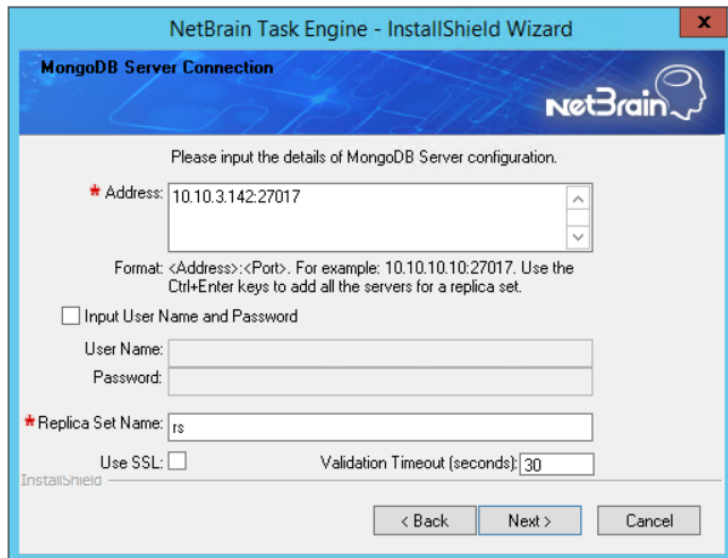 NetBrain Task Engine - InstallShield Wizard
x
MongoDB Server Connection
NetBrain
Please input the details of MongoDB Server configuration.
* Address: 10.10.3.142:27017
Format: <Address>:<Port>. For example: 10.10.10.10:27017. Use the
Ctrl+Enter keys to add all the servers for a replica set.
Input User Name and Password
User Name:
Password:
* Replica Set Name: rs
Use SSL: Validation Timeout (seconds): 30
InstallShield
< Back Next > Cancel